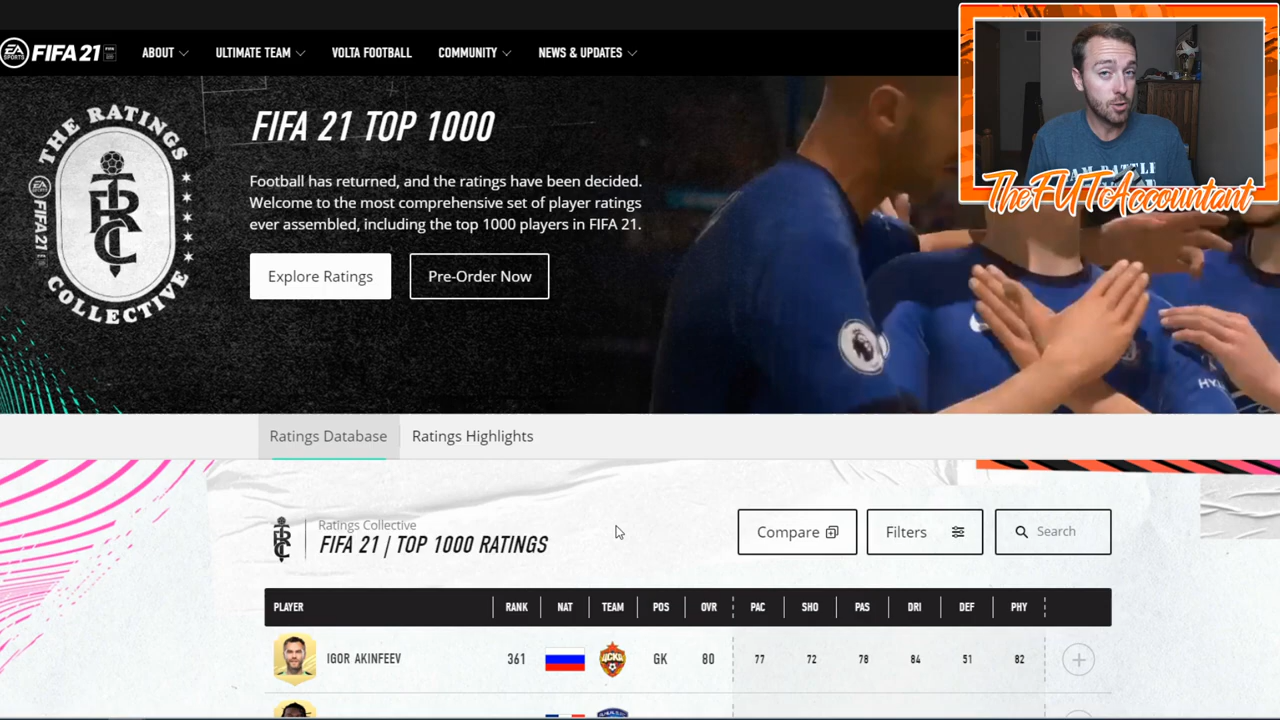 EA SPORTS FIFA 21
ABOUT
ULTIMATE TEAM
VOLTA FOOTBALL
COMMUNITY
NEWS & UPDATES
TheFUTAccountant
THE RATINGS COLLECTIVE
FIFA 21
TRC
FIFA 21 TOP 1000
Football has returned, and the ratings have been decided.
Welcome to the most comprehensive set of player ratings
ever assembled, including the top 1000 players in FIFA 21.
Explore Ratings
Pre-Order Now
Ratings Database
Ratings Highlights
Ratings Collective
FIFA 21 | TOP 1000 RATINGS
Compare
Filters
Search
PLAYER RANK NAT TEAM POS OVR PAC SHO PAS DRI DEF PHY
IGOR AKINFEEV 361 ЦСКА GK 80 77 72 78 84 51 82